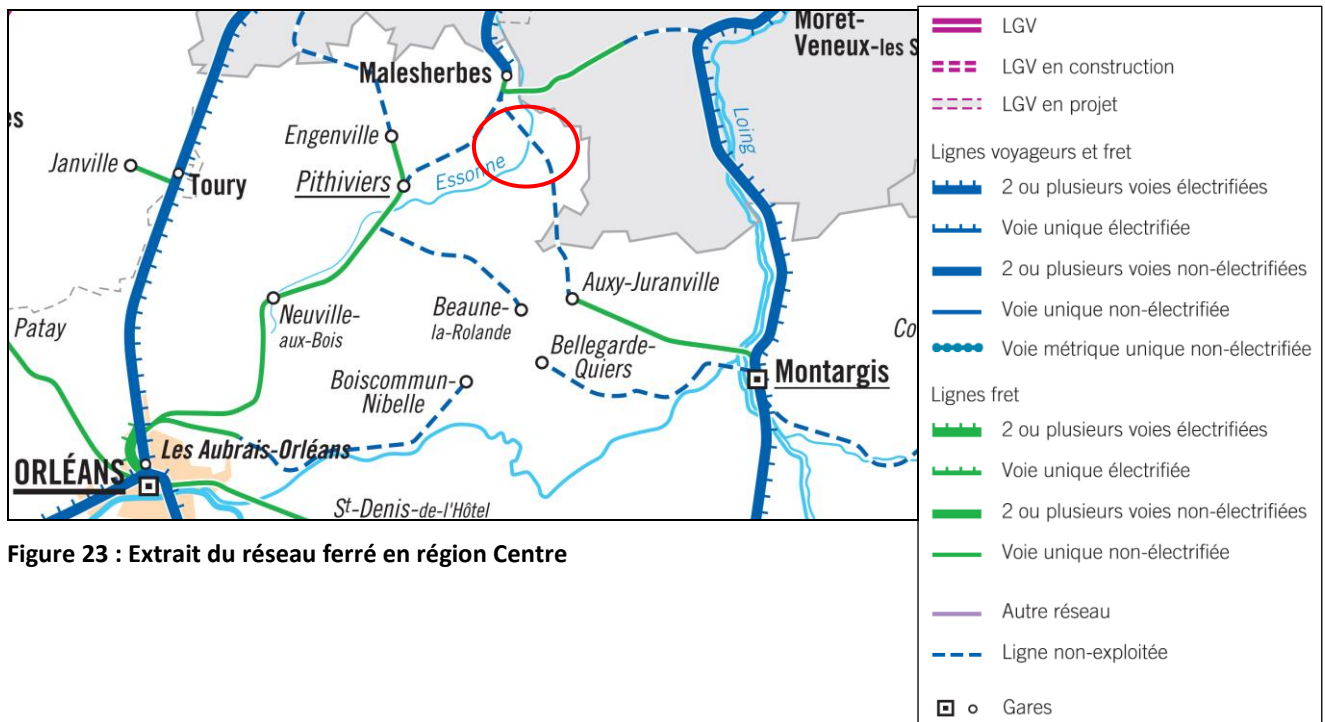 Moret-
Veneux-les S
Malesherbes
es
Engenville
Loing
Janville
Toury
Pithiviers
Essonne
Auxy-Juranville
Neuville-
aux-Bois
Beaune-
la-Rolande
Patay
Co
Bellegarde-
Quiers
Boiscommun-
Nibelle
Montargis
Les Aubrais-Orléans
ORLÉANS
St-Denis-de-l'Hôtel
Figure 23 : Extrait du réseau ferré en région Centre
LGV
LGV en construction
LGV en projet
Lignes voyageurs et fret
2 ou plusieurs voies électrifiées
Voie unique électrifiée
2 ou plusieurs voies non-électrifiées
Voie unique non-électrifiée
Voie métrique unique non-électrifiée
Lignes fret
2 ou plusieurs voies électrifiées
Voie unique électrifiée
2 ou plusieurs voies non-électrifiées
Voie unique non-électrifiée
Autre réseau
Ligne non-exploitée
Gares